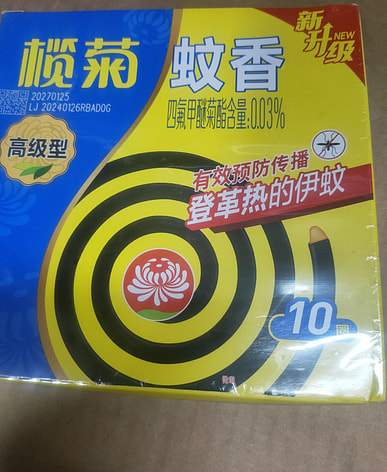 榄菊 蚊香
新升级 NEW
20270125
LJ 20240126RBAD0G
四氟甲醚菊酯含量:0.03%
高级型
有效预防传播
登革热的伊蚊
10